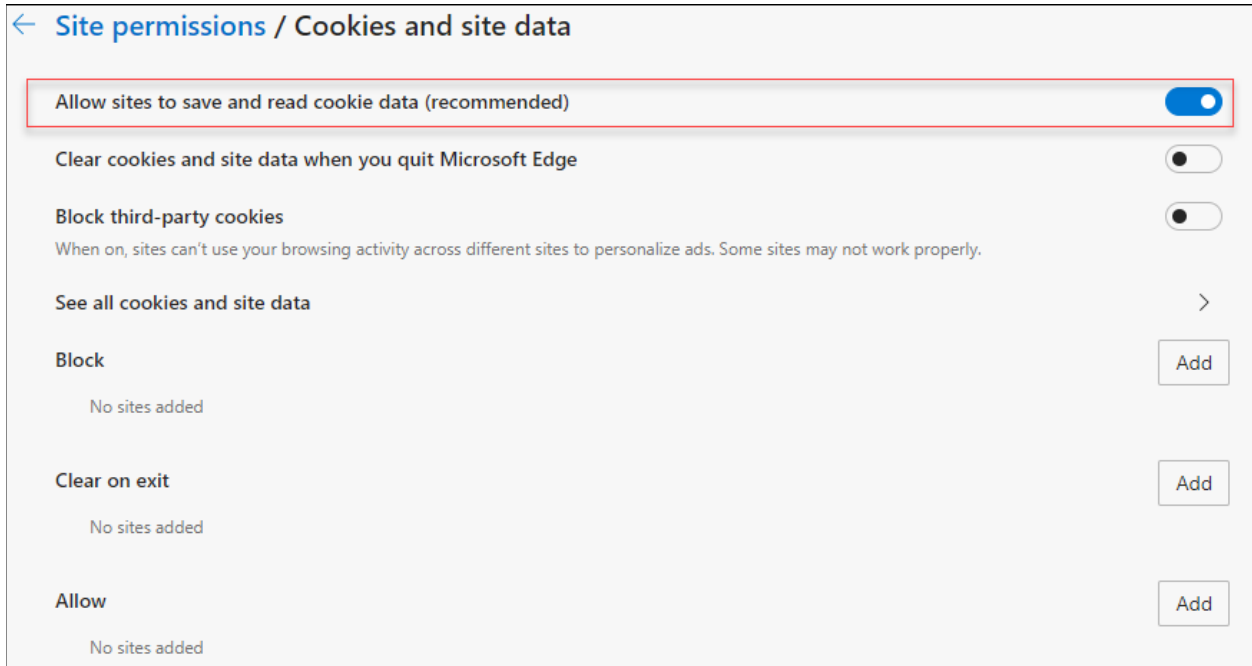 Site permissions / Cookies and site data
Allow sites to save and read cookie data (recommended)
Clear cookies and site data when you quit Microsoft Edge
Block third-party cookies
When on, sites can't use your browsing activity across different sites to personalize ads. Some sites may not work properly.
See all cookies and site data
Block
Add
No sites added
Clear on exit
Add
No sites added
Allow
Add
No sites added